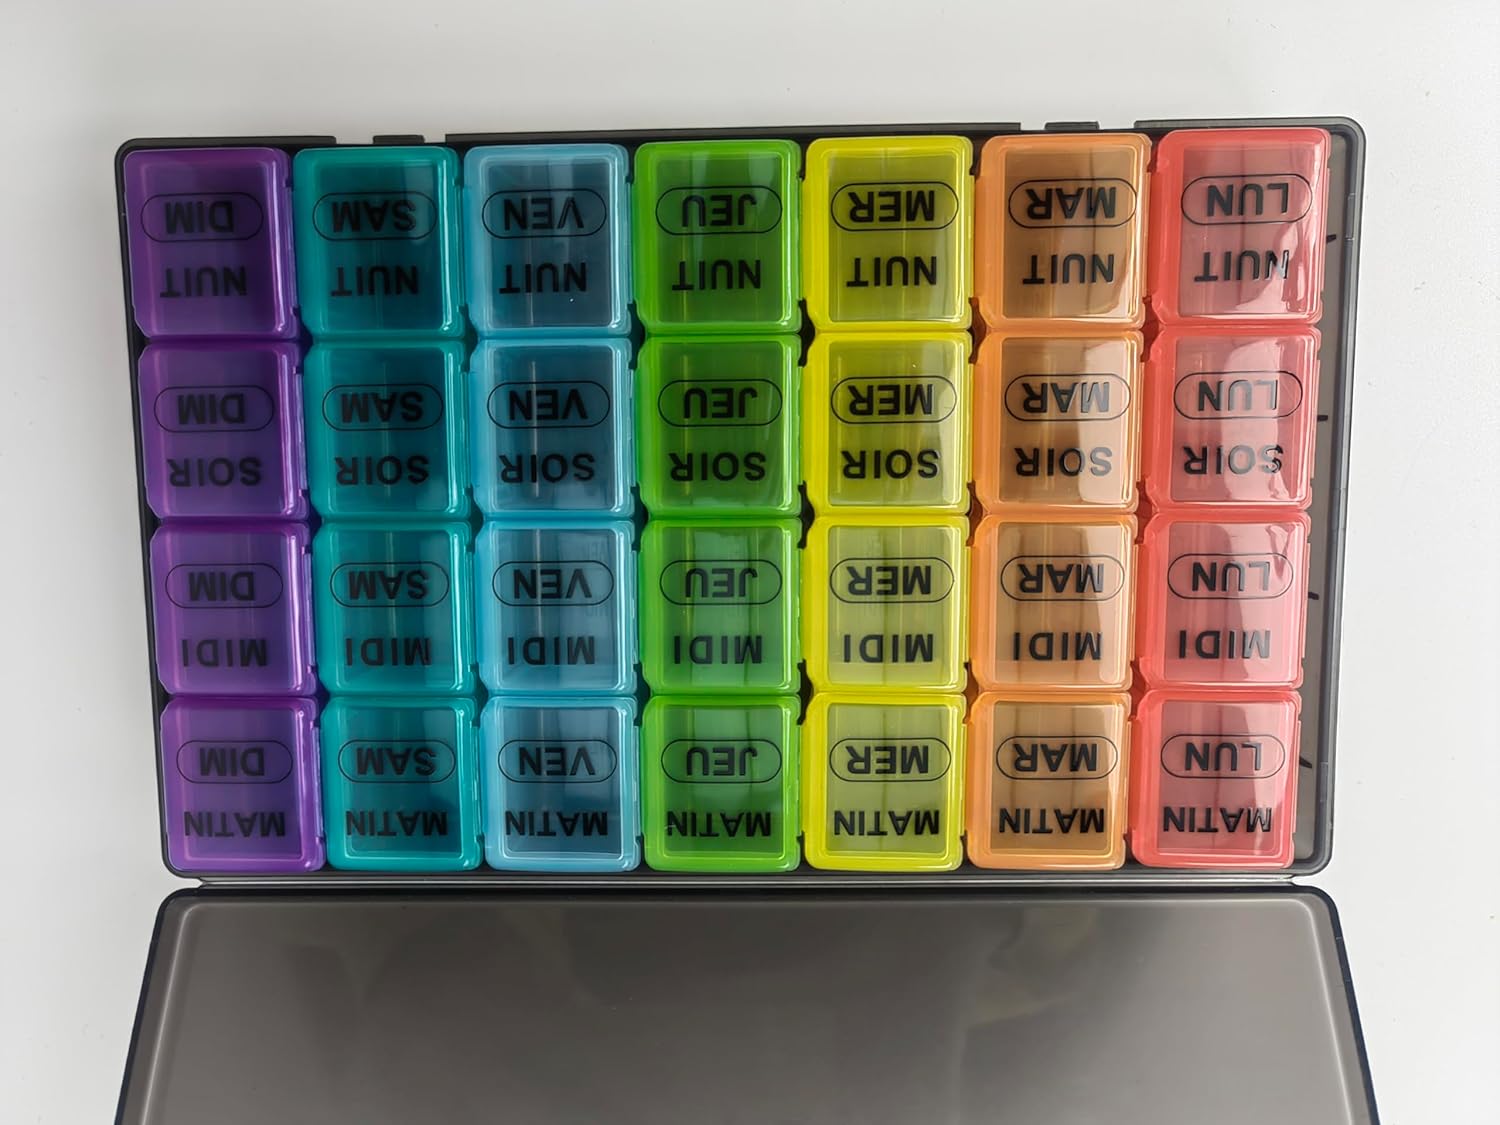 MATIN MATIN MATIN MATIN MATIN MATIN MATIN
LUN MAR MER JEU VEN SAM DIM
MIDI MIDI MIDI MIDI MIDI MIDI MIDI
LUN MAR MER JEU VEN SAM DIM
SOIR SOIR SOIR SOIR SOIR SOIR SOIR
LUN MAR MER JEU VEN SAM DIM
NUIT NUIT NUIT NUIT NUIT NUIT NUIT
LUN MAR MER JEU VEN SAM DIM